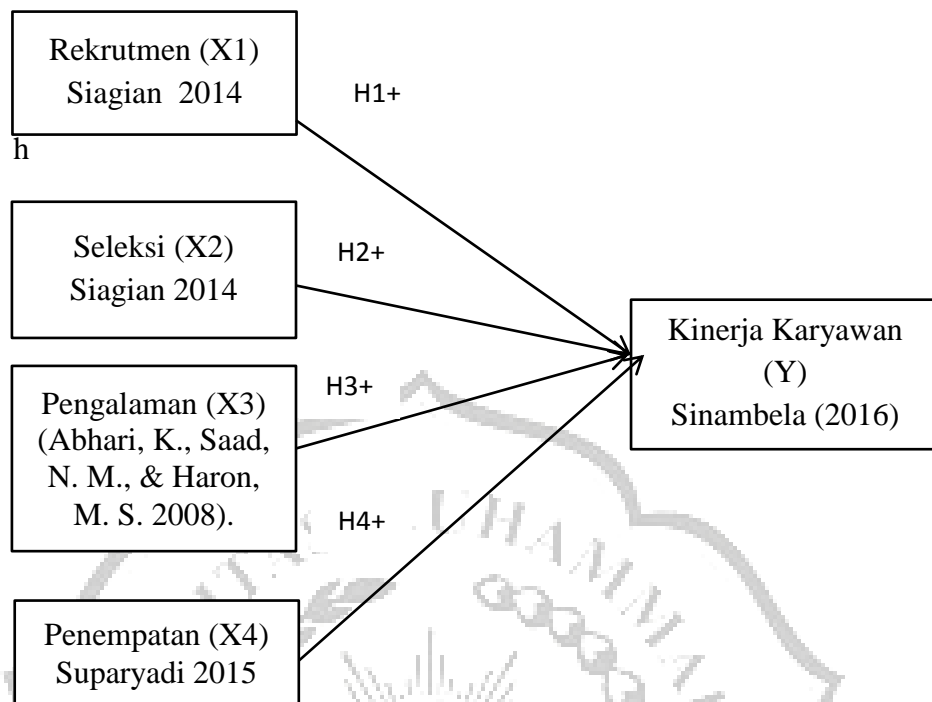 Rekrutmen (X1)
Siagian 2014
H1+
h
Seleksi (X2)
Siagian 2014
H2+
Kinerja Karyawan
(Y)
Sinambela (2016)
Pengalaman (X3)
(Abhari, K., Saad,
N. M., & Haron,
M. S. 2008).
H3+
H4+
Penempatan (X4)
Suparyadi 2015